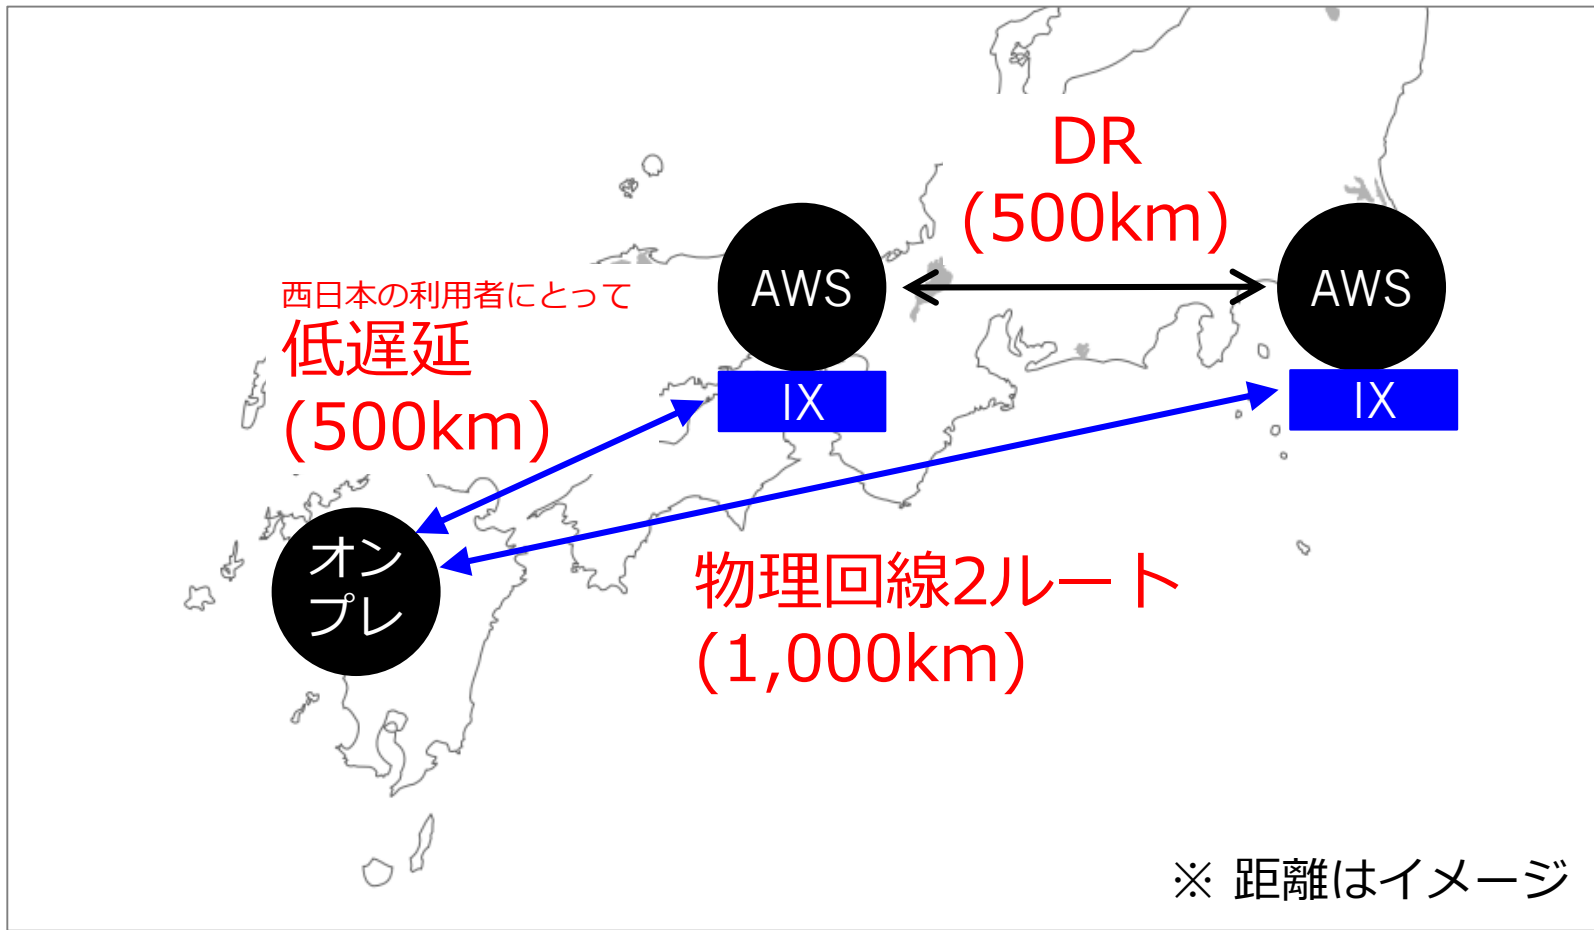 DR
(500km)
AWS
AWS
西日本の利用者にとって
低遅延
(500km)
IX
IX
オン
プレ
物理回線2ルート
(1,000km)
※ 距離はイメージ